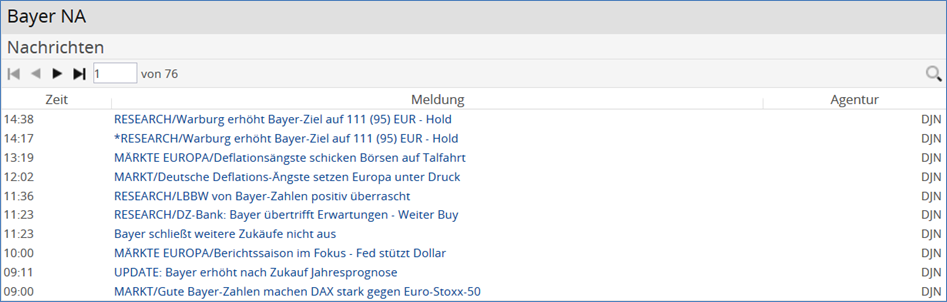 Bayer NA
Nachrichten
1 von 76
Zeit Meldung Agentur
14:38 RESEARCH/Warburg erhöht Bayer-Ziel auf 111 (95) EUR - Hold DJN
14:17 *RESEARCH/Warburg erhöht Bayer-Ziel auf 111 (95) EUR - Hold DJN
13:19 MÄRKTE EUROPA/Deflationsängste schicken Börsen auf Talfahrt DJN
12:02 MARKT/Deutsche Deflations-Ängste setzen Europa unter Druck DJN
11:36 RESEARCH/LBBW von Bayer-Zahlen positiv überrascht DJN
11:23 RESEARCH/DZ-Bank: Bayer übertrifft Erwartungen - Weiter Buy DJN
11:23 Bayer schließt weitere Zukäufe nicht aus DJN
10:00 MÄRKTE EUROPA/Berichtssaison im Fokus - Fed stützt Dollar DJN
09:11 UPDATE: Bayer erhöht nach Zukauf Jahresprognose DJN
09:00 MARKT/Gute Bayer-Zahlen machen DAX stark gegen Euro-Stoxx-50 DJN